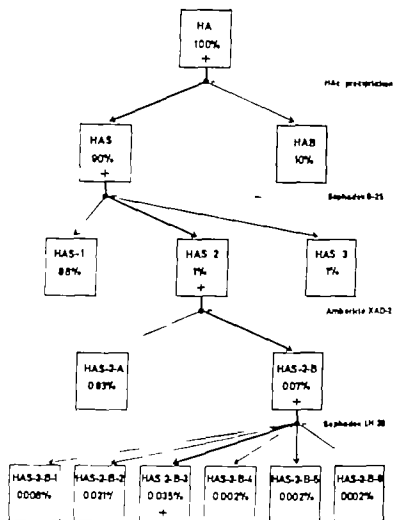 HA
100%
+
HAc precipitation
HAS
90%
+
HAB
10%
Sephadex G-25
HAS-1
88%
HAS 2
1%
+
HAS 3
1%
Amberlite XAD-2
HAS-2-A
0.83%
HAS-2-B
0.07%
+
Sephadex LH-20
HAS-2-B-1
0.008%
HAS-2-B-2
0.021%
HAS 2-B-3
0.035%
+
HAS-2-B-4
0.002%
HAS-2-B-5
0.002%
HAS-2-B-6
0.002%